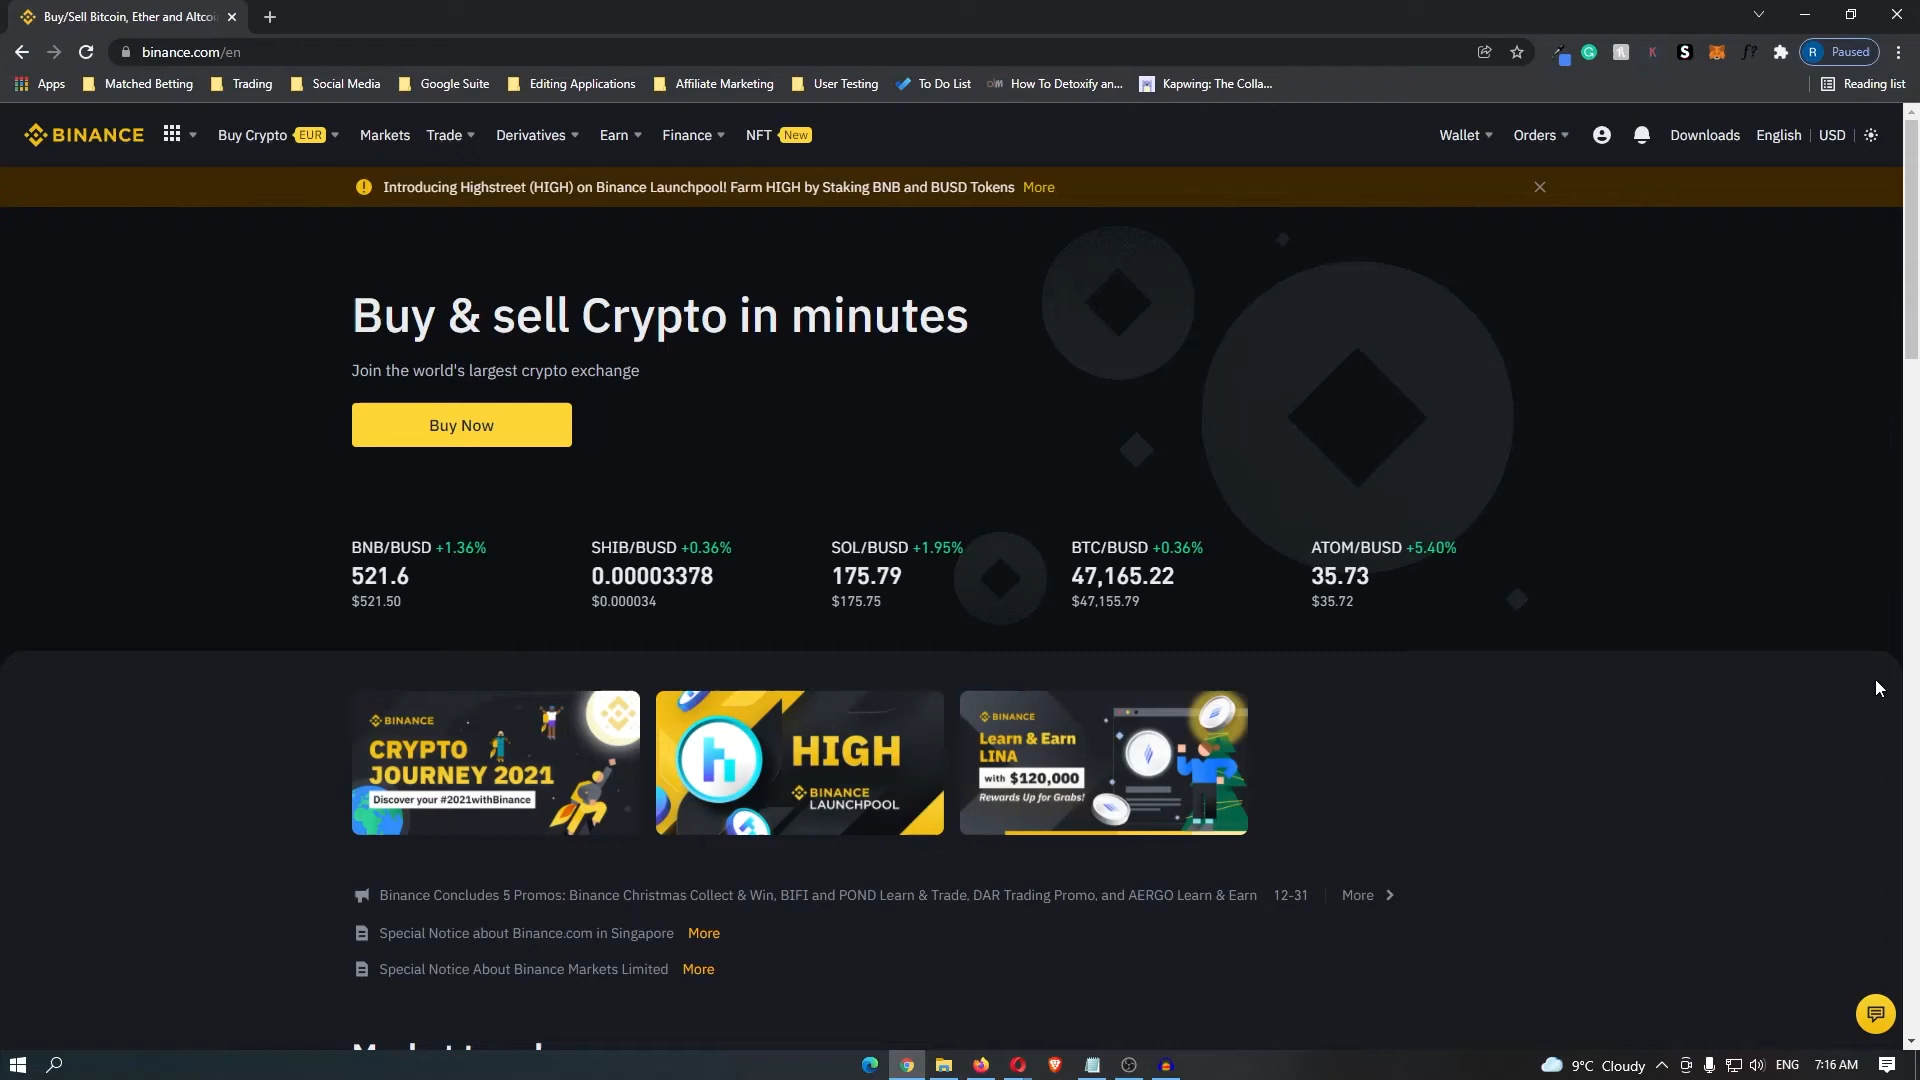 Buy/Sell Bitcoin, Ether and Altcoi
binance.com/en
Paused
Apps
Matched Betting
Trading
Social Media
Google Suite
Editing Applications
Affiliate Marketing
User Testing
To Do List
How To Detoxify an...
Kapwing: The Colla...
Reading list
BINANCE
Buy Crypto EUR
Markets
Trade
Derivatives
Earn
Finance
NFT New
Wallet
Orders
Downloads
English
USD
Introducing Highstreet (HIGH) on Binance Launchpool! Farm HIGH by Staking BNB and BUSD Tokens More
Buy & sell Crypto in minutes
Join the world's largest crypto exchange
Buy Now
BNB/BUSD +1.36%
521.6
$521.50
SHIB/BUSD +0.36%
0.00003378
$0.000034
SOL/BUSD +1.95%
175.79
$175.75
BTC/BUSD +0.36%
47,165.22
$47,155.79
ATOM/BUSD +5.40%
35.73
$35.72
BINANCE
CRYPTO
JOURNEY 2021
Discover your #2021withBinance
HIGH
BINANCE
LAUNCHPOOL
BINANCE
Learn & Earn
LINA
with $120,000
Rewards Up for Grabs!
Binance Concludes 5 Promos: Binance Christmas Collect & Win, BIFI and POND Learn & Trade, DAR Trading Promo, and AERGO Learn & Earn 12-31 More
Special Notice about Binance.com in Singapore More
Special Notice About Binance Markets Limited More
9°C Cloudy
ENG
7:16 AM